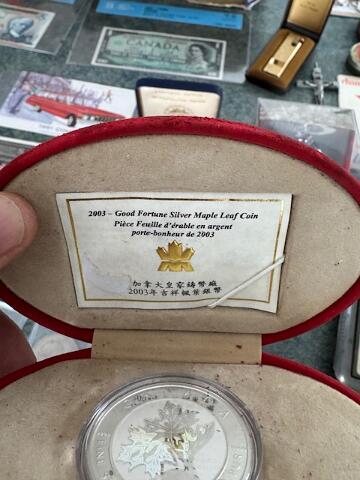 CANADA
2003 – Good Fortune Silver Maple Leaf Coin
Pièce Feuille d'érable en argent
porte-bonheur de 2003
加拿大皇家鑄幣廠
2003年吉祥楓葉銀幣